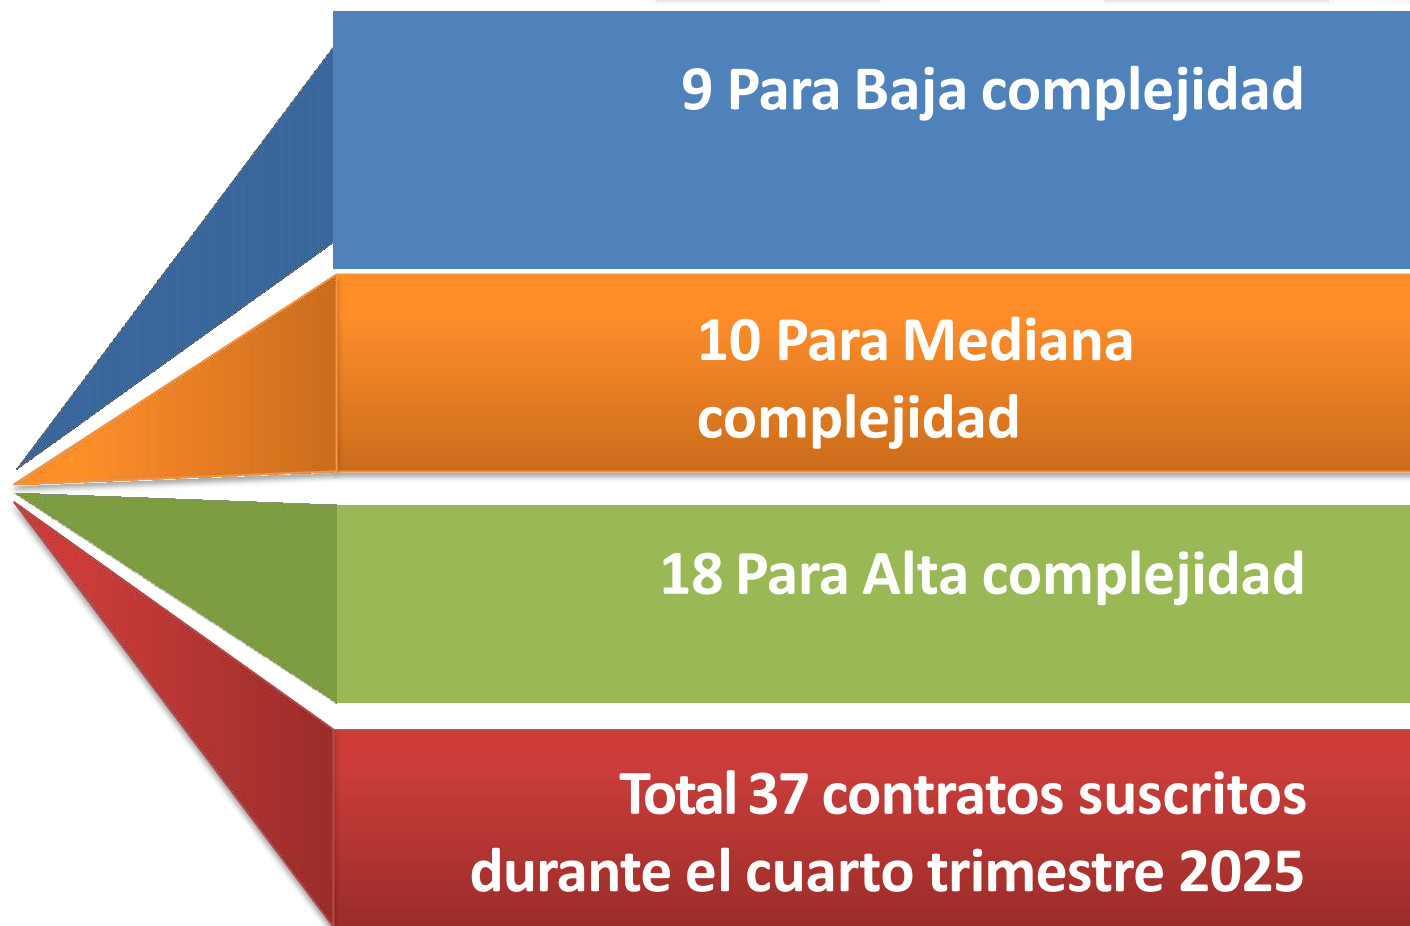 9 Para Baja complejidad
10 Para Mediana
complejidad
18 Para Alta complejidad
Total 37 contratos suscritos
durante el cuarto trimestre 2025